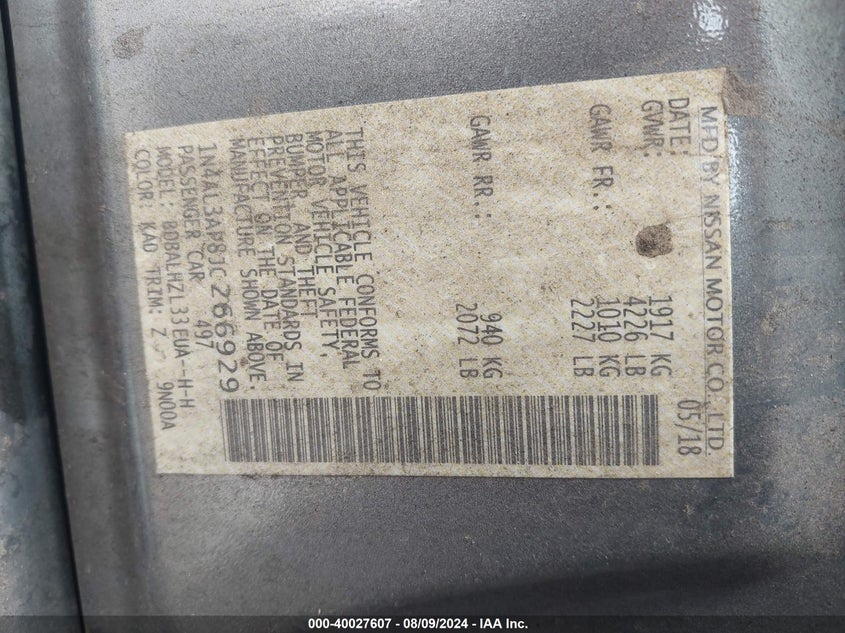 MFD BY NISSAN MOTOR CO., LTD.
DATE: 05/18
GVWR: 1917 KG
4226 LB
GAWR FR.: 1010 KG
2227 LB
GAWR RR.: 940 KG
2072 LB
THIS VEHICLE CONFORMS TO
ALL APPLICABLE FEDERAL
MOTOR VEHICLE SAFETY,
BUMPER AND THEFT
PREVENTION STANDARDS IN
EFFECT ON THE DATE OF
MANUFACTURE SHOWN ABOVE.
1N4AL3AP8JC 266929
PASSENGER CAR 497
MODEL: BDBALHZL33EUA--H-H
COLOR: KAD TRIM: Z 9N00A
000-40027607 - 08/09/2024 - IAA Inc.